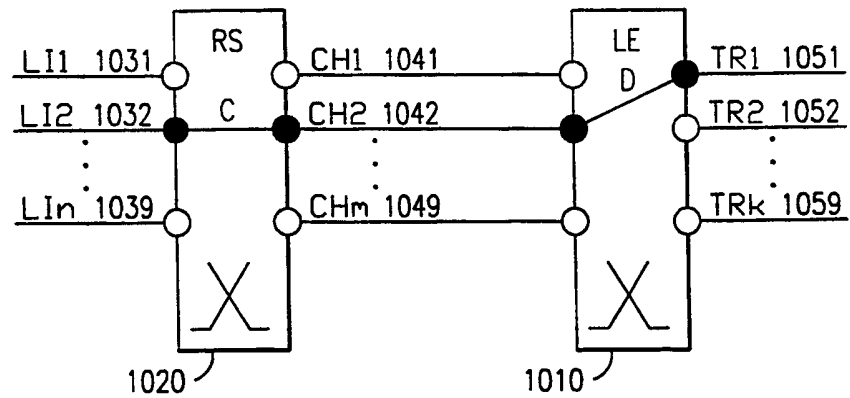 RS
LE
LI1 1031
CH1 1041
D
TR1 1051
LI2 1032
C
CH2 1042
TR2 1052
LIn 1039
CHm 1049
TRk 1059
1020
1010